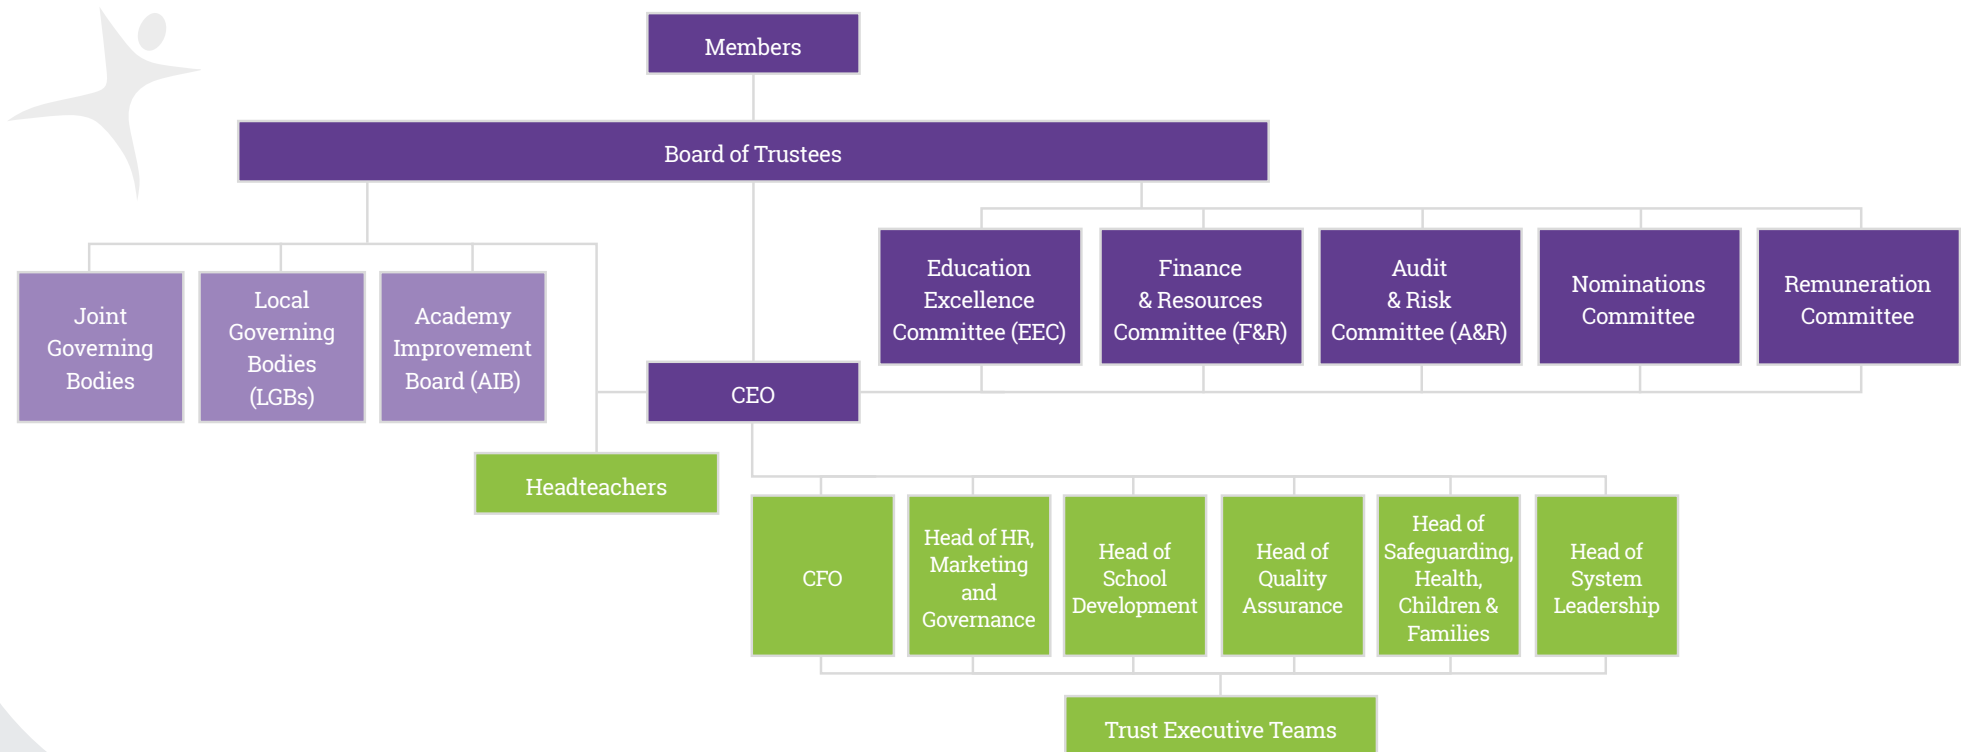 Members
Board of Trustees
Joint
Governing
Bodies
Local
Governing
Bodies
(LGBs)
Academy
Improvement
Board (AIB)
Education
Excellence
Committee (EEC)
Finance
& Resources
Committee (F&R)
Audit
& Risk
Committee (A&R)
Nominations
Committee
Remuneration
Committee
CEO
Headteachers
CFO
Head of HR,
Marketing
and
Governance
Head of
School
Development
Head of
Quality
Assurance
Head of
Safeguarding,
Health,
Children &
Families
Head of
System
Leadership
Trust Executive Teams